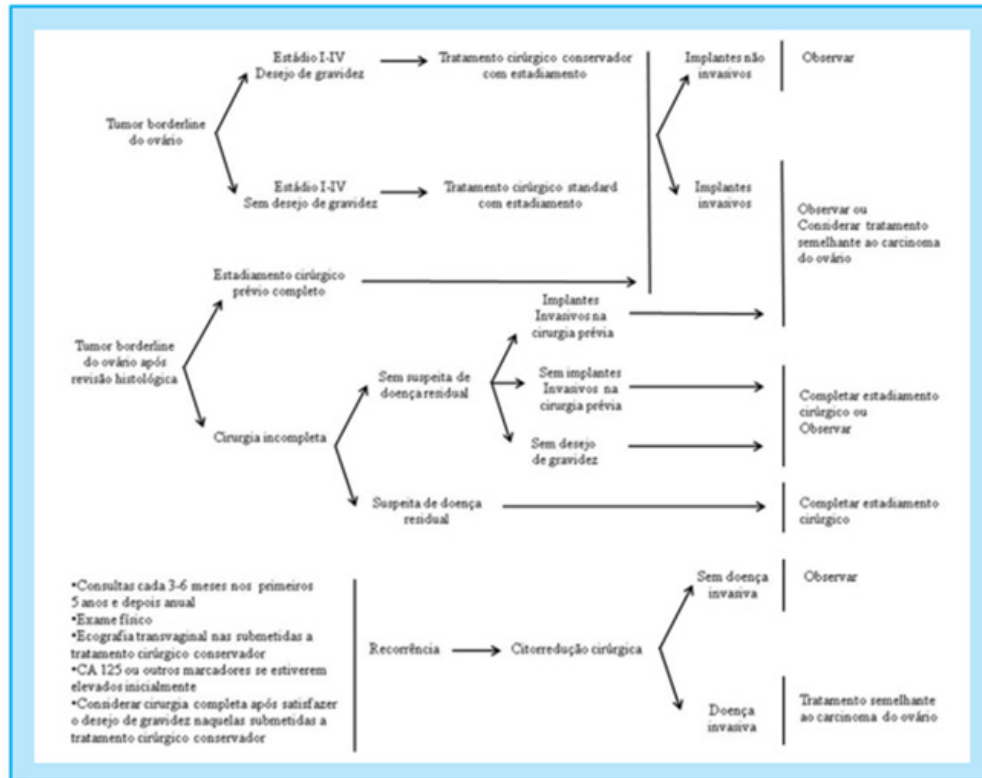 Estádio I-IV
Desejo de gravidez
Tratamento cirúrgico conservador
com estadiamento
Implantes não
invasivos
Observar
Tumor borderline
do ovário
Estádio I-IV
Sem desejo de gravidez
Tratamento cirúrgico standard
com estadiamento
Implantes
invasivos
Observar ou
Considerar tratamento
semelhante ao carcinoma
do ovário
Estadiamento cirúrgico
prévio completo
Tumor borderline
do ovário após
revisão histológica
Implantes
Invasivos na
cirurgia prévia
Sem suspeita de
doença residual
Sem implantes
Invasivos na
cirurgia prévia
Completar estadiamento
cirúrgico ou
Observar
Cirurgia incompleta
Sem desejo
de gravidez
Suspeita de doença
residual
Completar estadiamento
cirúrgico
•Consultas cada 3-6 meses nos primeiros
5 anos e depois anual
•Exame físico
•Ecografia transvaginal nas submetidas a
tratamento cirúrgico conservador
•CA 125 ou outros marcadores se estiverem
elevados inicialmente
•Considerar cirurgia completa após satisfazer
o desejo de gravidez naquelas submetidas a
tratamento cirúrgico conservador
Recorrência
Citorredução cirúrgica
Sem doença
invasiva
Observar
Doença
invasiva
Tratamento semelhante
ao carcinoma do ovário